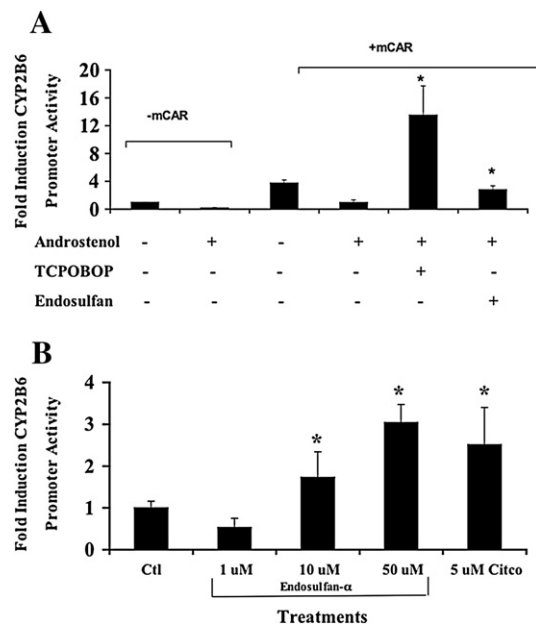 A
+mCAR
-mCAR
Fold Induction CYP2B6
Promoter Activity
20
16
12
8
4
0
*
*
Androstenol - + - + + +
TCPOBOP - - - - + -
Endosulfan - - - - - +
B
Fold Induction CYP2B6
Promoter Activity
4
3
2
1
0
*
*
*
Ctl 1 uM 10 uM 50 uM 5 uM Citco
Endosulfan-α
Treatments